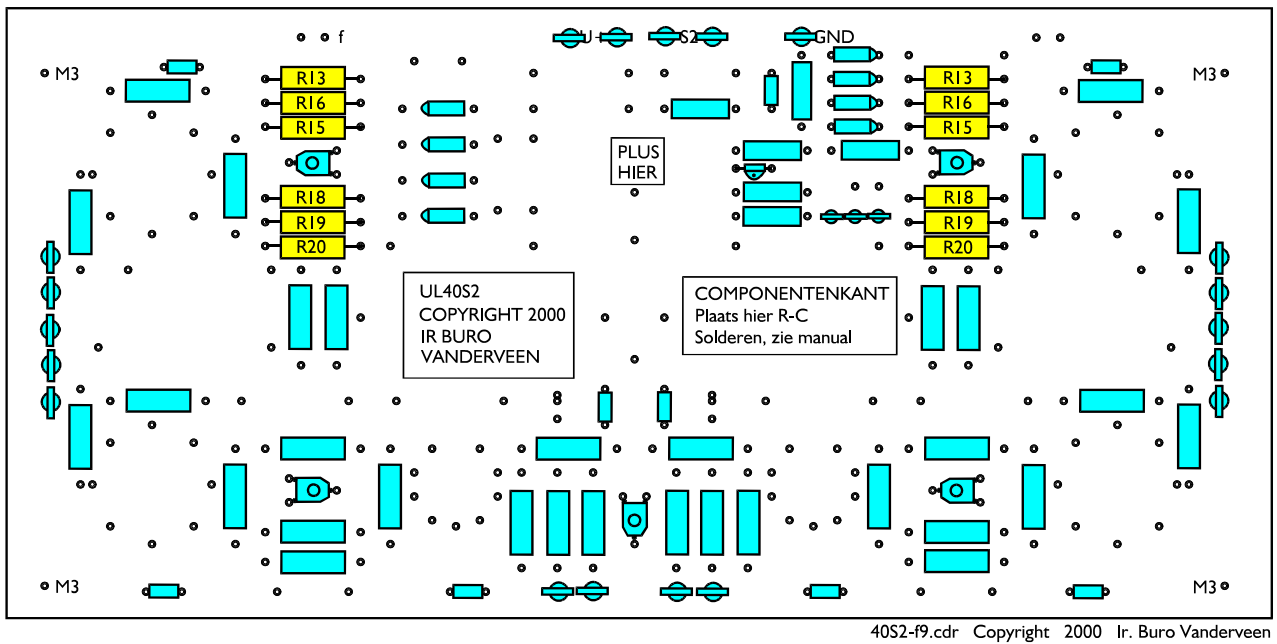 f U+ S2 GND
M3 M3
R13 R13
R16 R16
R15 R15
PLUS
HIER
R18 R18
R19 R19
R20 R20
UL40S2
COPYRIGHT 2000
IR BURO
VANDERVEEN
COMPONENTENKANT
Plaats hier R-C
Solderen, zie manual
M3 M3
40S2-f9.cdr Copyright 2000 Ir. Buro Vanderveen